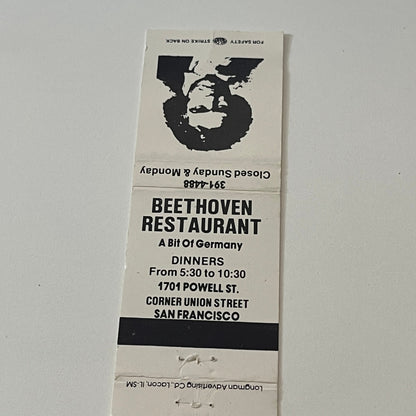 FOR SAFETY STRIKE ON BACK
Closed Sunday & Monday
391-4488
BEETHOVEN
RESTAURANT
A Bit Of Germany
DINNERS
From 5:30 to 10:30
1701 POWELL ST.
CORNER UNION STREET
SAN FRANCISCO
Longman Advertising Co., Lacon, IL-SM